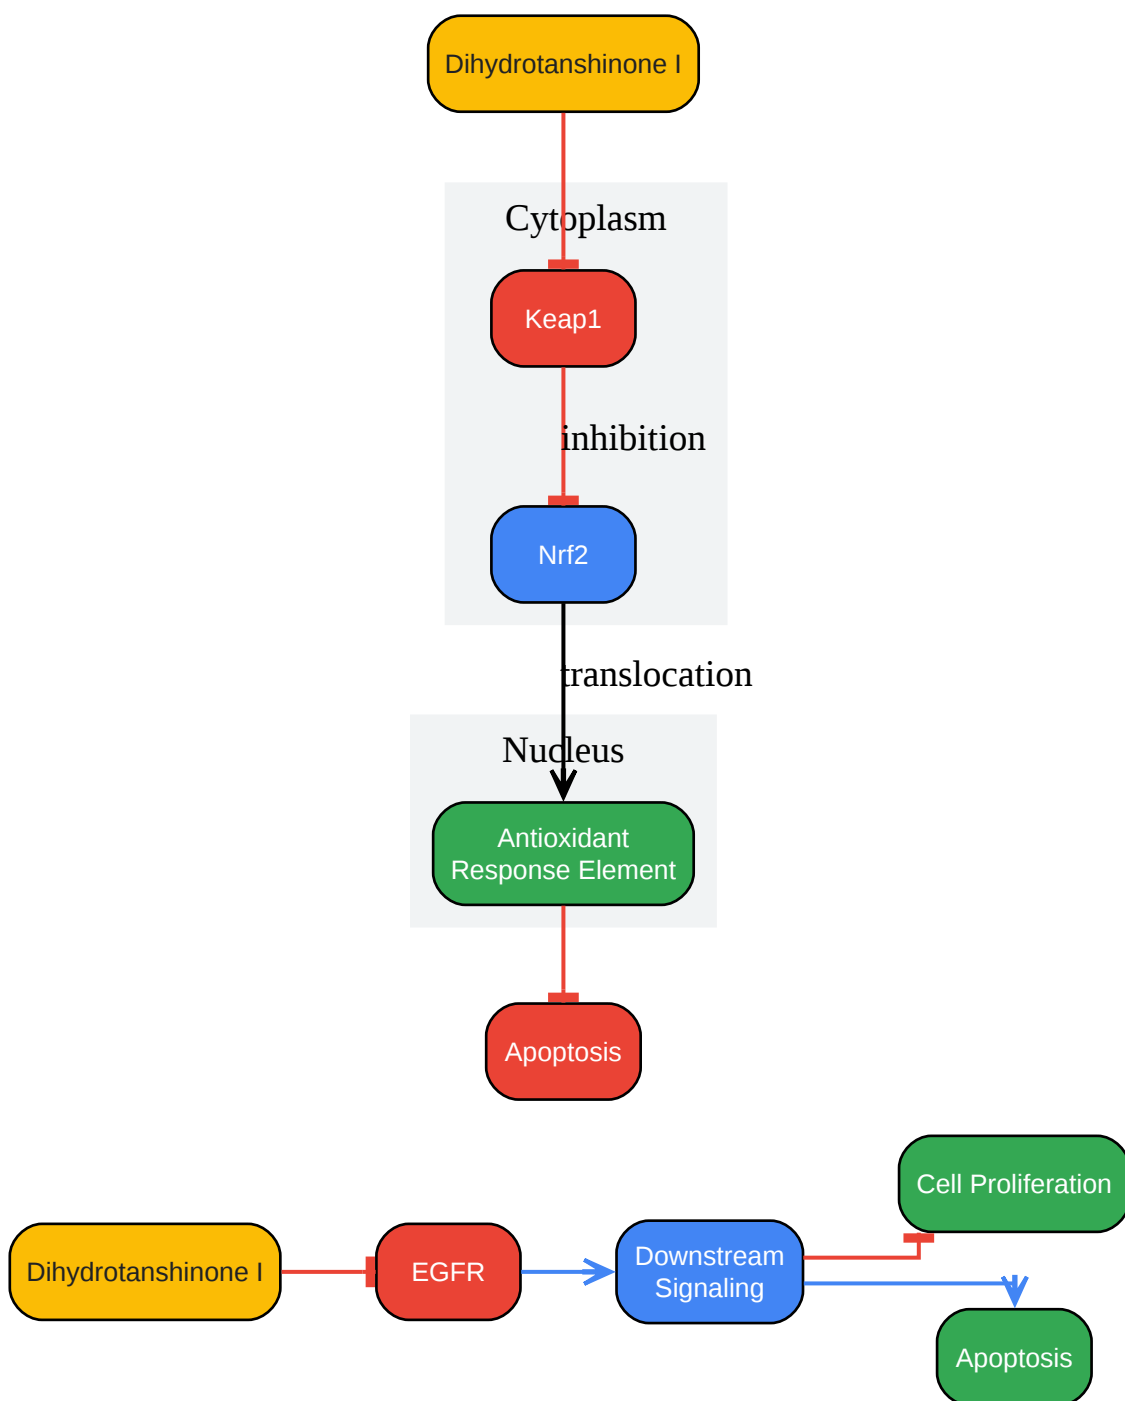 Dihydrotanshinone I
Cytoplasm
Keap1
inhibition
Nrf2
translocation
Nucleus
Antioxidant
Response Element
Apoptosis
Cell Proliferation
Dihydrotanshinone I
EGFR
Downstream
Signaling
Apoptosis